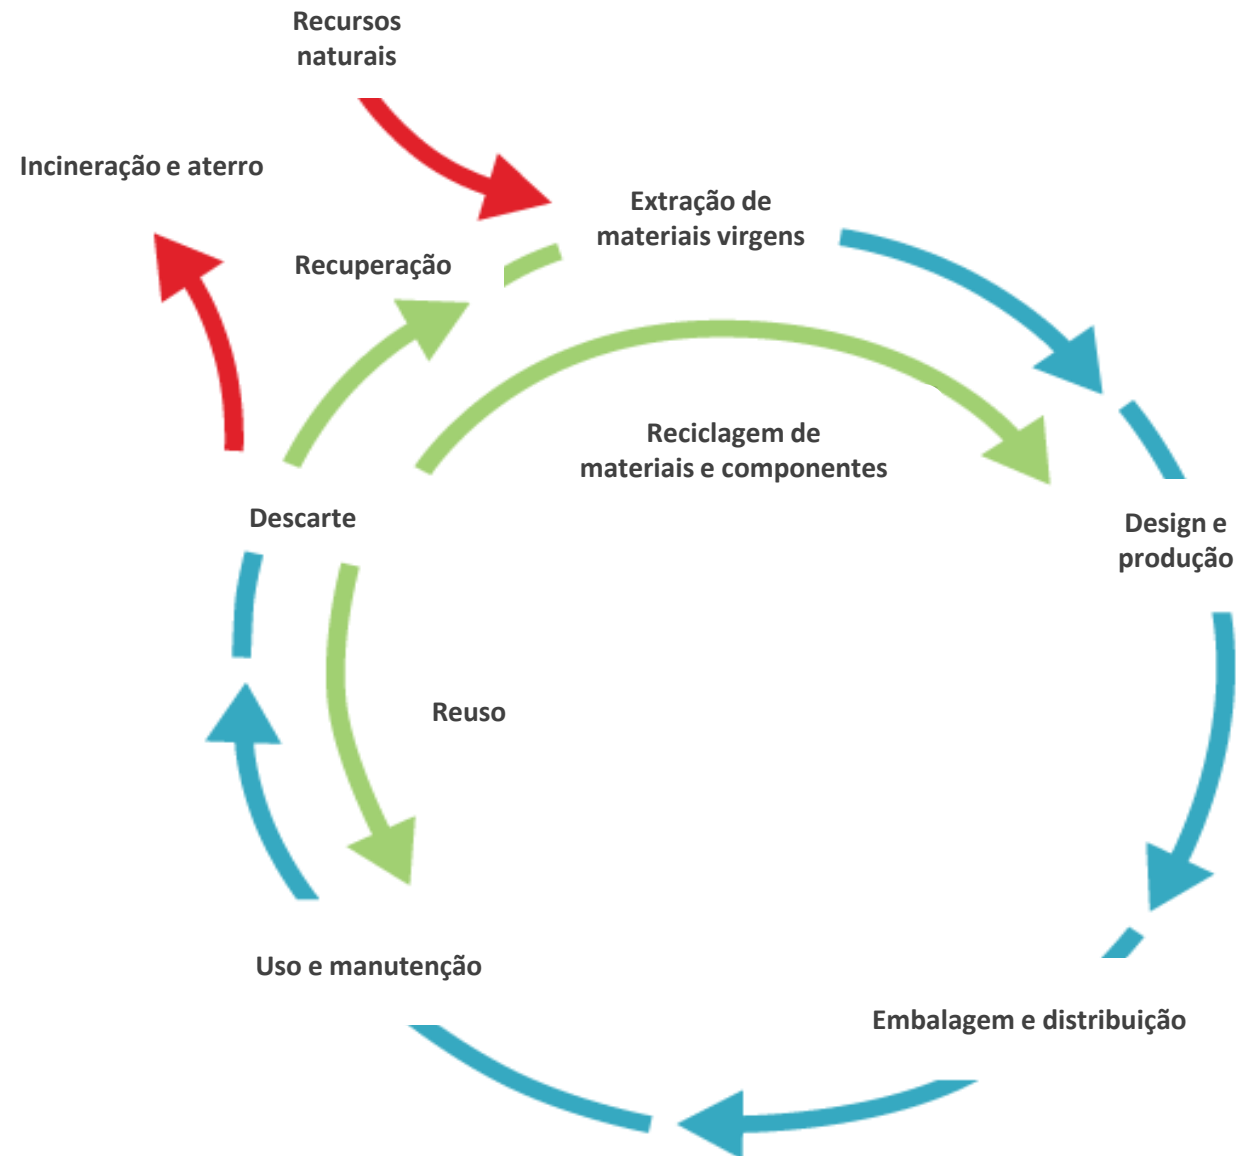 Recursos
naturais
Incineração e aterro
Extração de
materiais virgens
Recuperação
Reciclagem de
materiais e componentes
Descarte
Design e
produção
Reuso
Uso e manutenção
Embalagem e distribuição